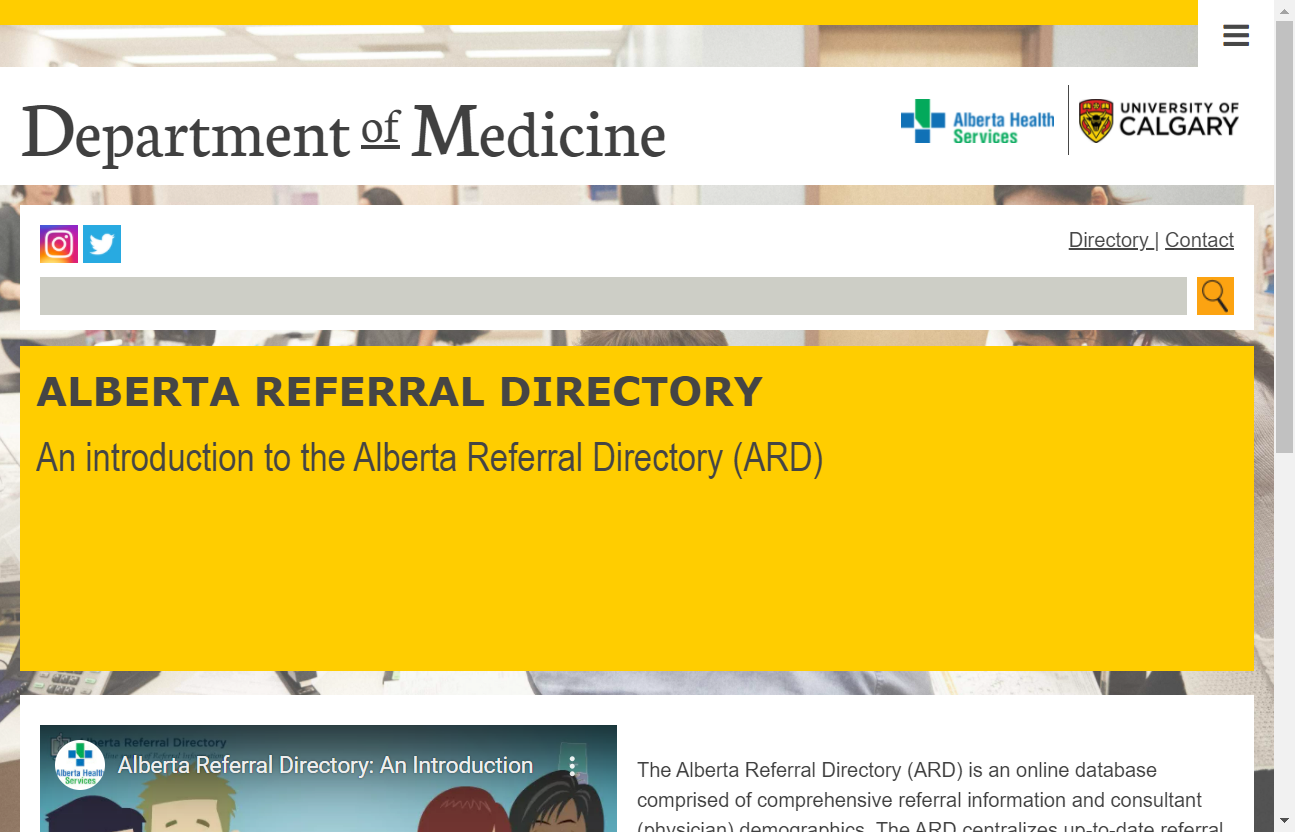 Department of Medicine
Alberta Health
Services
UNIVERSITY OF
CALGARY
Directory | Contact
ALBERTA REFERRAL DIRECTORY
An introduction to the Alberta Referral Directory (ARD)
Alberta Referral Directory
Alberta Health
Services
Alberta Referral Directory: An Introduction
The Alberta Referral Directory (ARD) is an online database
comprised of comprehensive referral information and consultant
(physician) demographics. The ARD centralizes up-to-date referral